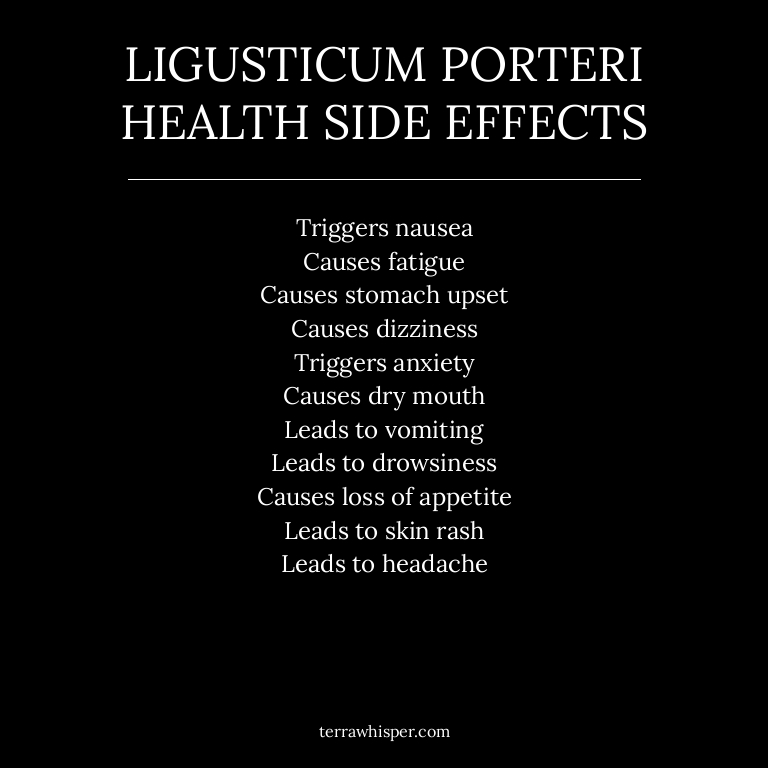 LIGUSTICUM PORTERI
HEALTH SIDE EFFECTS
Triggers nausea
Causes fatigue
Causes stomach upset
Causes dizziness
Triggers anxiety
Causes dry mouth
Leads to vomiting
Leads to drowsiness
Causes loss of appetite
Leads to skin rash
Leads to headache
terrawhisper.com